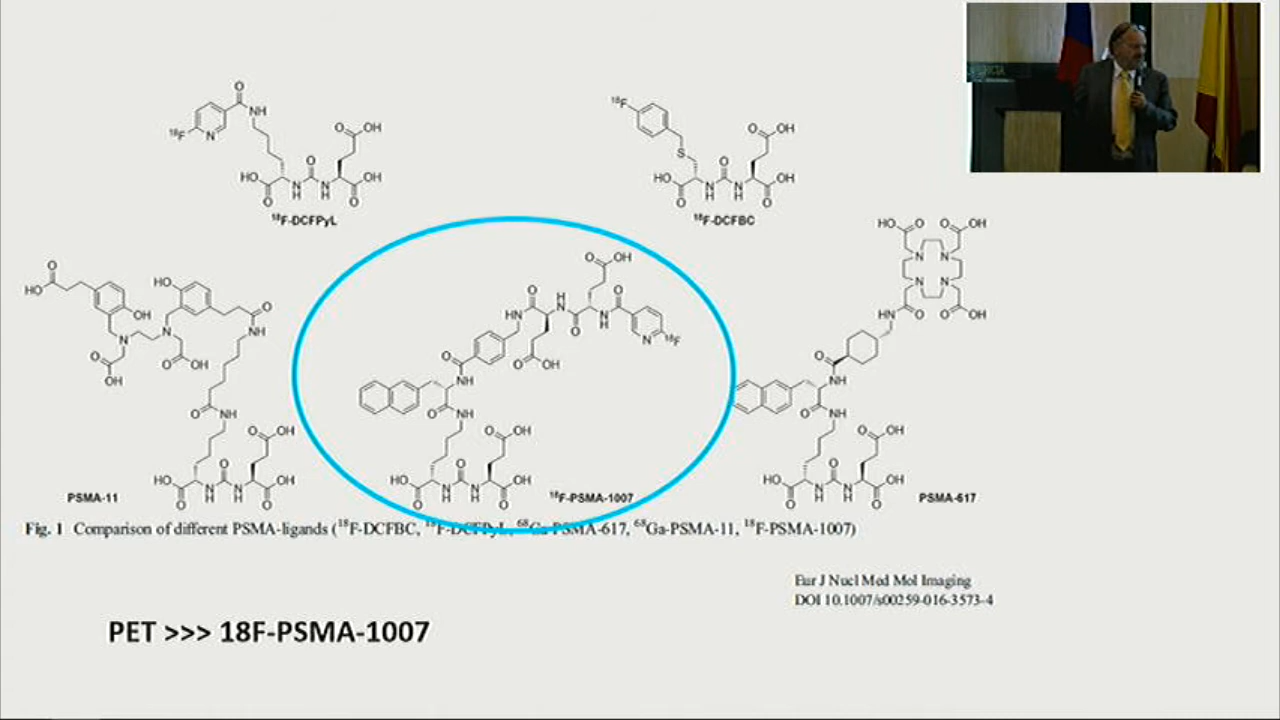 18F-DCFPyL
18F-DCFBC
PSMA-11
18F-PSMA-1007
PSMA-617
Fig. 1 Comparison of different PSMA-ligands (18F-DCFBC, 18F-DCFPyL, 68Ga-PSMA-617, 68Ga-PSMA-11, 18F-PSMA-1007)
Eur J Nucl Med Mol Imaging
DOI 10.1007/s00259-016-3573-4
PET >>> 18F-PSMA-1007